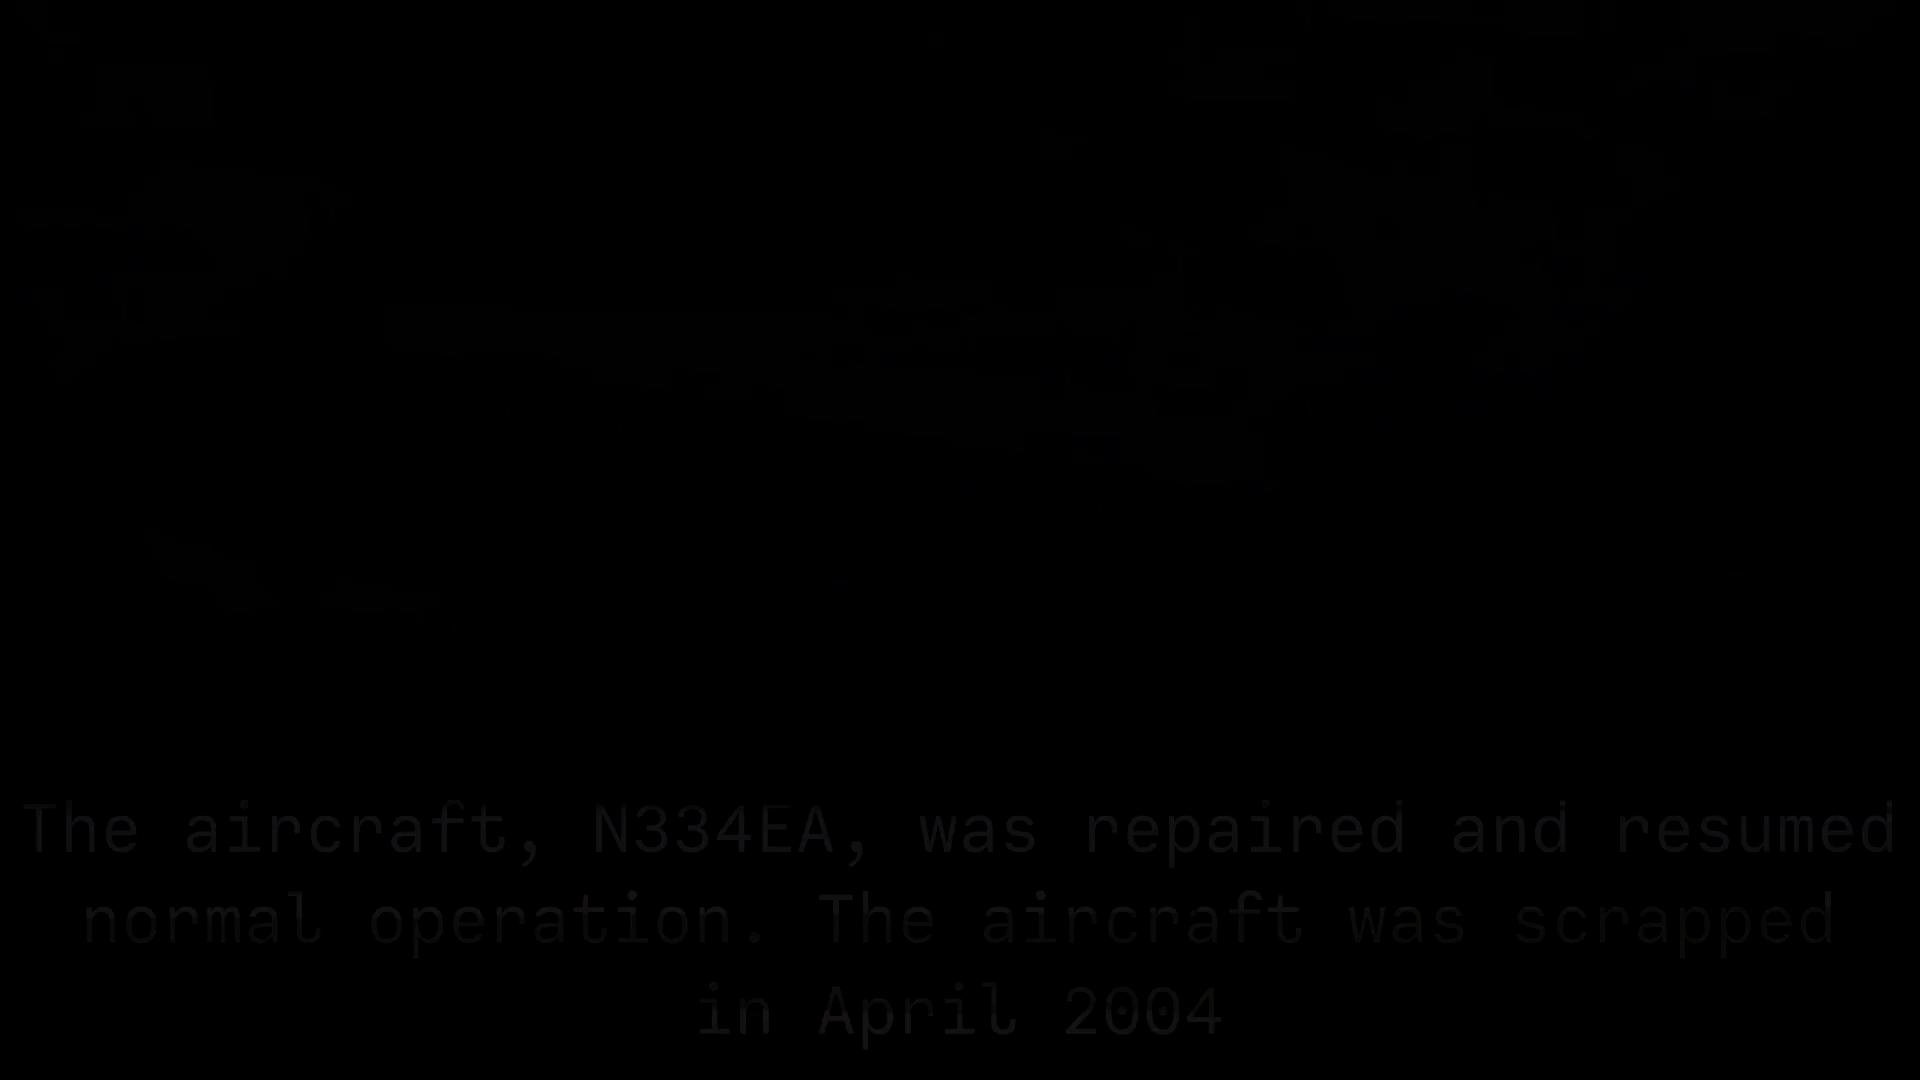 The aircraft, N334EA, was repaired and resumed
normal operation. The aircraft was scrapped
in April 2004